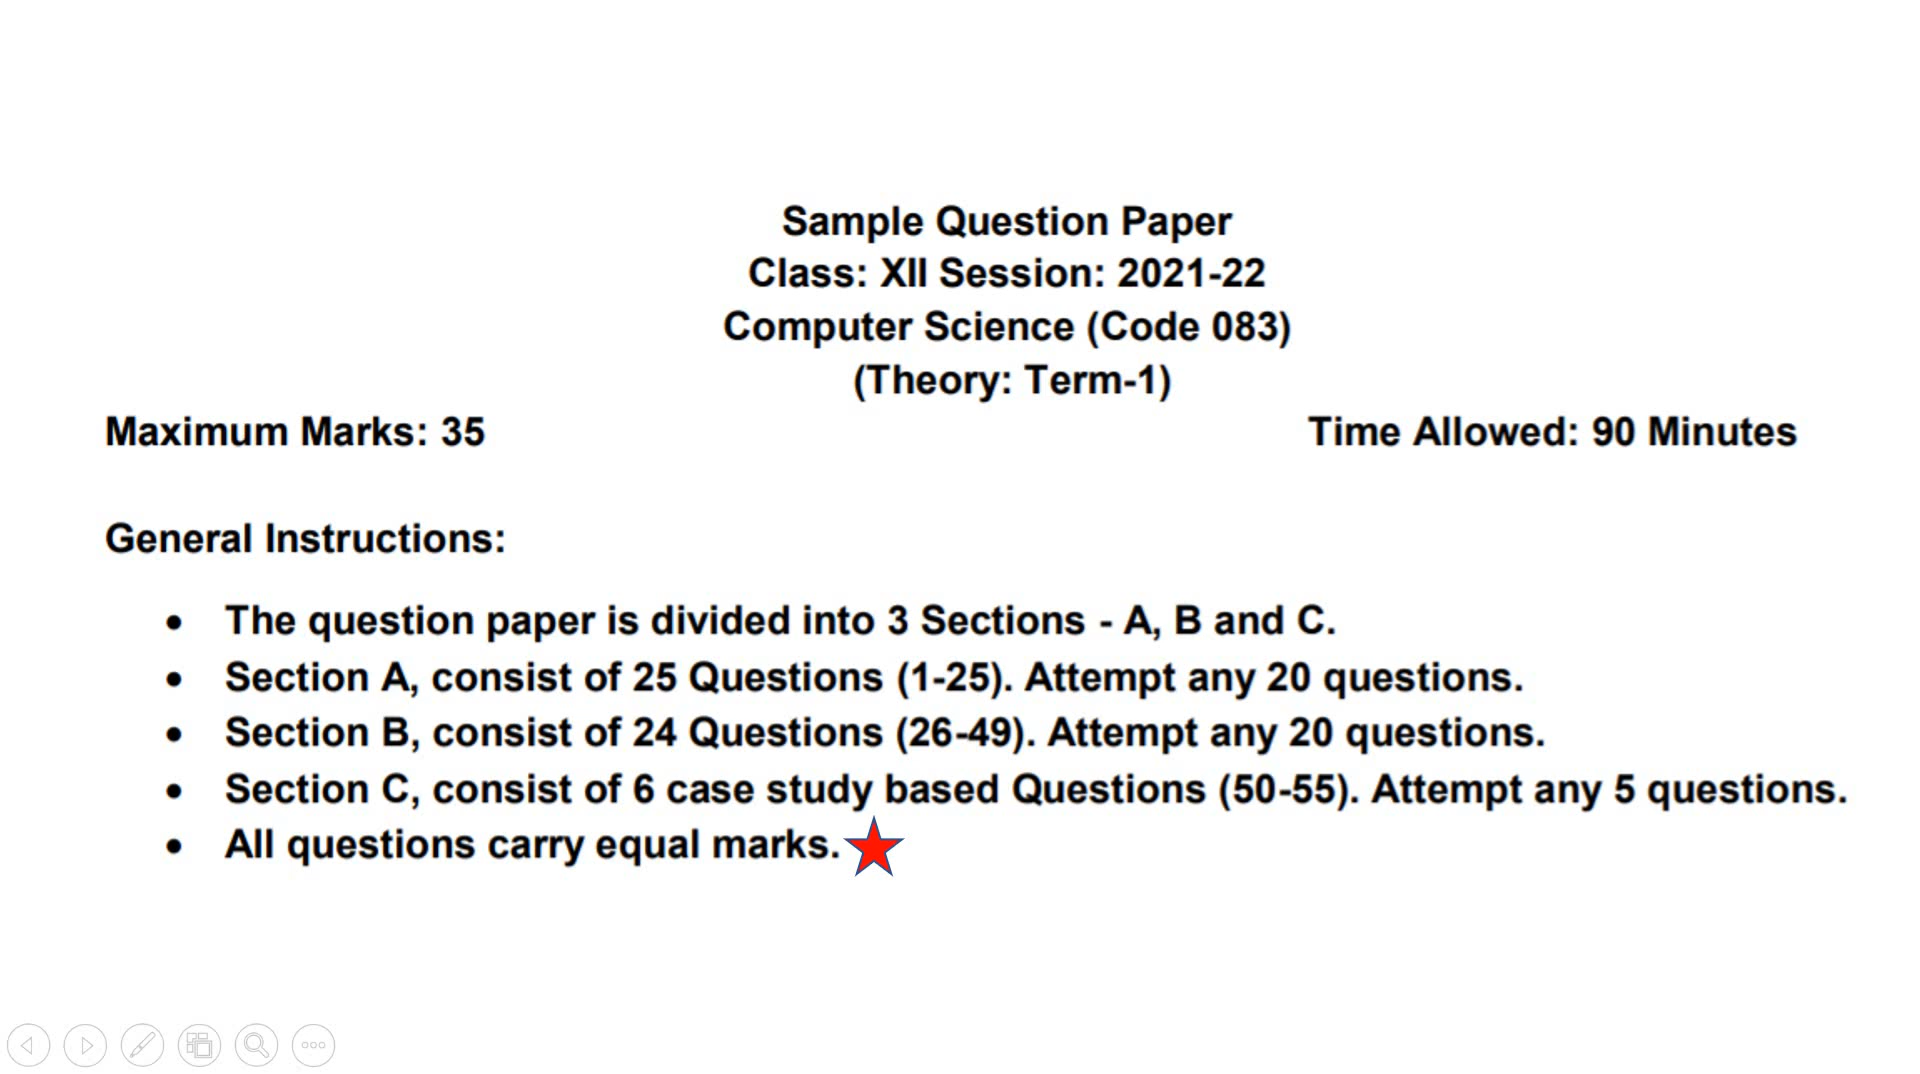 Sample Question Paper
Class: XII Session: 2021-22
Computer Science (Code 083)
(Theory: Term-1)
Maximum Marks: 35 Time Allowed: 90 Minutes
General Instructions:
• The question paper is divided into 3 Sections - A, B and C.
• Section A, consist of 25 Questions (1-25). Attempt any 20 questions.
• Section B, consist of 24 Questions (26-49). Attempt any 20 questions.
• Section C, consist of 6 case study based Questions (50-55). Attempt any 5 questions.
• All questions carry equal marks.